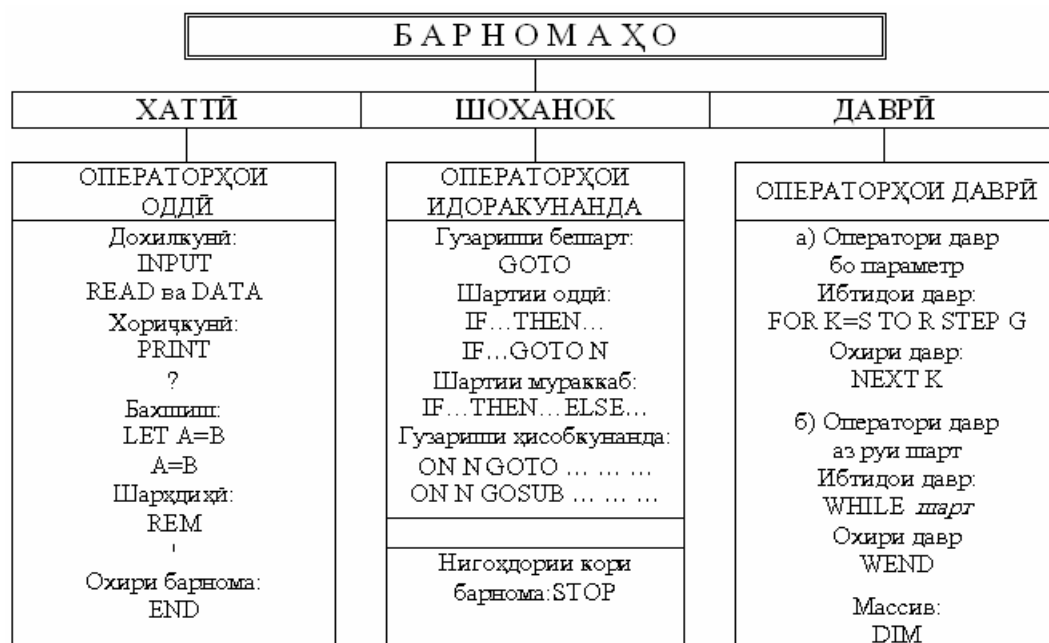 БАРНОМАҲО
ХАТТӢ
ОПЕРАТОРҲОИ
ОДДӢ
Дохилкунӣ:
INPUT
READ ва DATA
Хориҷкунӣ:
PRINT
?
Бахшиш:
LET A=B
A=B
Шарҳдиҳӣ:
REM
'
Охири барнома:
END
ШОХАНОК
ОПЕРАТОРҲОИ
ИДОРАКУНАНДА
Гузариши бешарт:
GOTO
Шартии оддӣ:
IF…THEN…
IF…GOTO N
Шартии мураккаб:
IF…THEN…ELSE…
Гузариши ҳисобкунанда:
ON N GOTO … … …
ON N GOSUB … … …
Нигоҳдории кори
барнома:STOP
ДАВРӢ
ОПЕРАТОРҲОИ ДАВРӢ
а) Оператори давр
бо параметр
Ибтидои давр:
FOR K=S TO R STEP G
Охири давр:
NEXT K
б) Оператори давр
аз руи шарт
Ибтидои давр:
WHILE шарт
Охири давр
WEND
Массив:
DIM